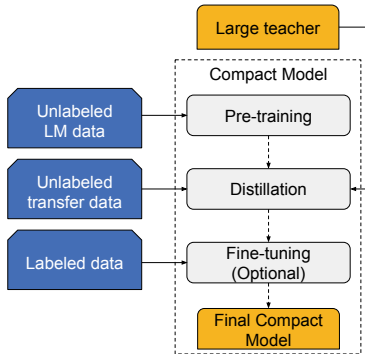 Large teacher
Compact Model
Unlabeled
LM data
Pre-training
Unlabeled
transfer data
Distillation
Labeled data
Fine-tuning
(Optional)
Final Compact
Model